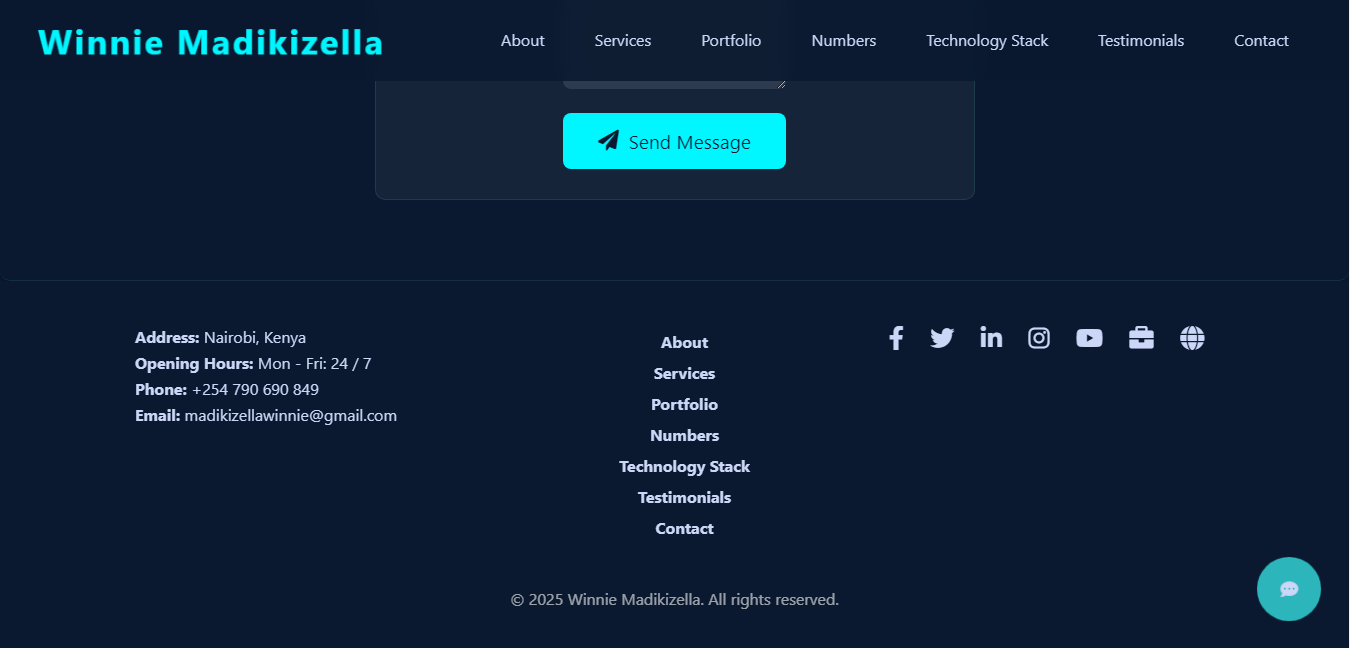 Winnie Madikizella
About Services Portfolio Numbers Technology Stack Testimonials Contact
Send Message
Address: Nairobi, Kenya
Opening Hours: Mon - Fri: 24 / 7
Phone: +254 790 690 849
Email: madikizellawinnie@gmail.com
About
Services
Portfolio
Numbers
Technology Stack
Testimonials
Contact
© 2025 Winnie Madikizella. All rights reserved.